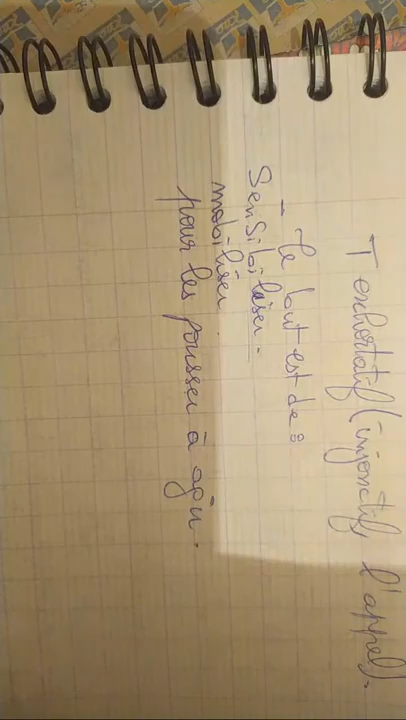 T exhortatif (injonctif, l'appel).
- le but est de :
Sensibiliser.
mobiliser
pour les pousser à agir.